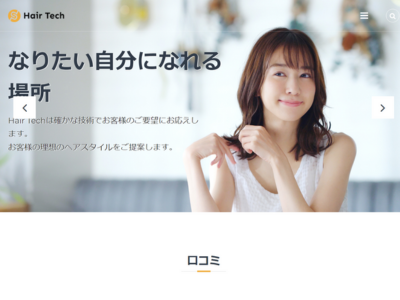 Hair Tech
なりたい自分になれる
場所
Hair Techは確かな技術でお客様のご要望にお応えし
ます。
お客様の理想のヘアスタイルをご提案します。
口コミ